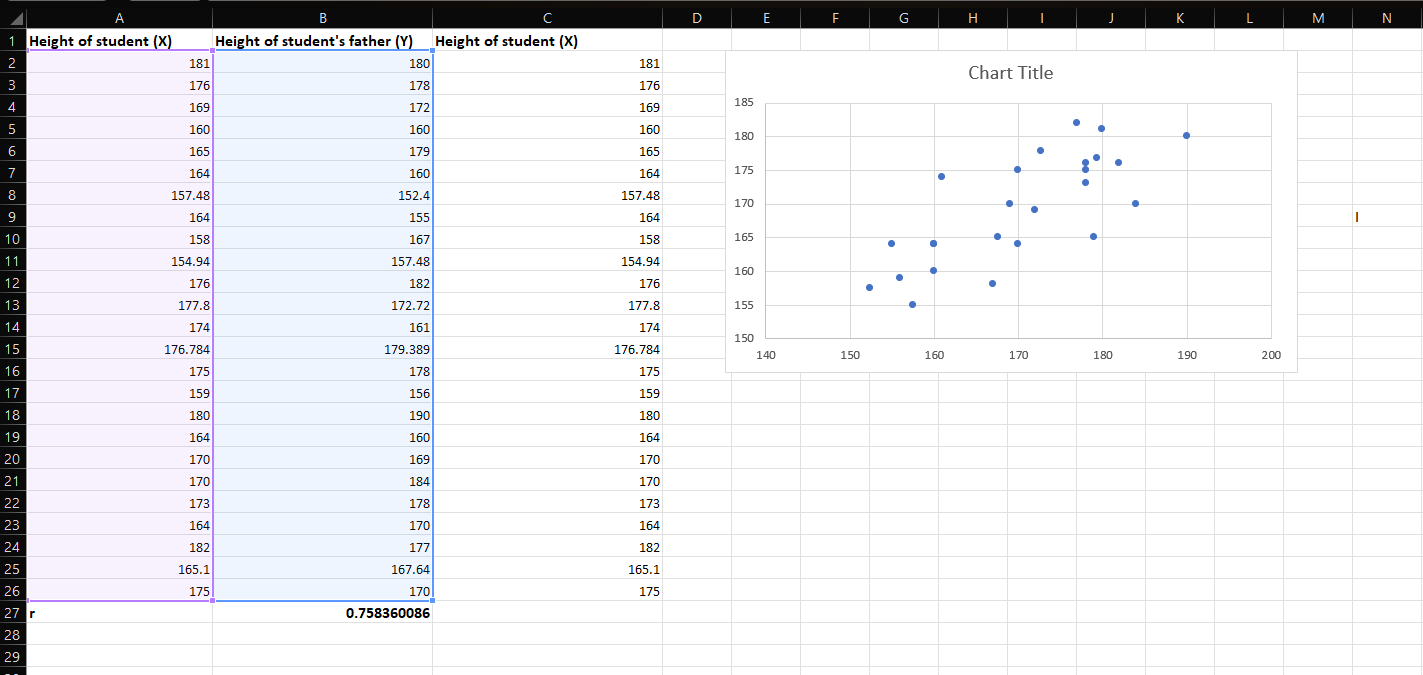 A B C D E F G H I J K L M N
1 Height of student (X) Height of student's father (Y) Height of student (X)
2 181 180 181
3 176 178 176
4 169 172 169
5 160 160 160
6 165 179 165
7 164 160 164
8 157.48 152.4 157.48
9 164 155 164
10 158 167 158
11 154.94 157.48 154.94
12 176 182 176
13 177.8 172.72 177.8
14 174 161 174
15 176.784 179.389 176.784
16 175 178 175
17 159 156 159
18 180 190 180
19 164 160 164
20 170 169 170
21 170 184 170
22 173 178 173
23 164 170 164
24 182 177 182
25 165.1 167.64 165.1
26 175 170 175
27 r 0.758360086
28
29
Chart Title
185
180
175
170
165
160
155
150
140 150 160 170 180 190 200